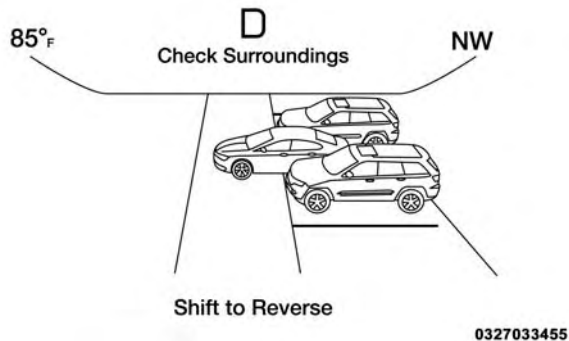 D
85°F
Check Surroundings
NW
Shift to Reverse
0327033455